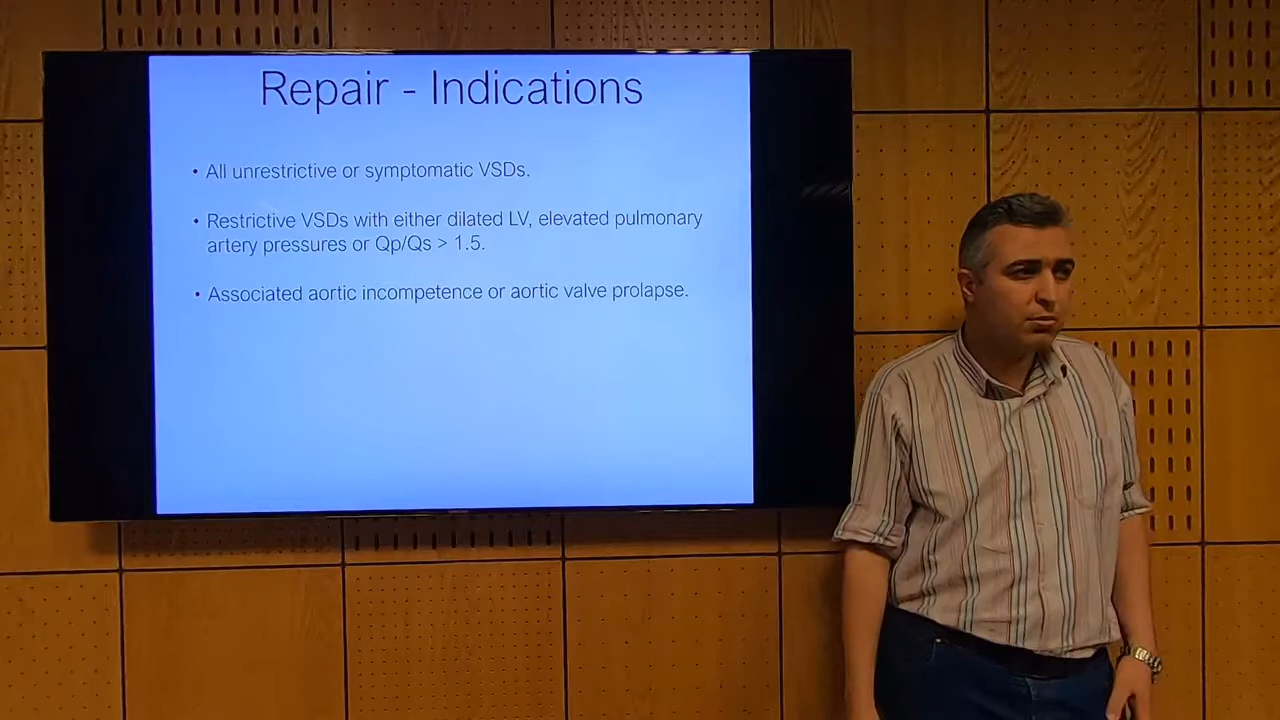 Repair - Indications
• All unrestrictive or symptomatic VSDs.
• Restrictive VSDs with either dilated LV, elevated pulmonary
artery pressures or Qp/Qs > 1.5.
• Associated aortic incompetence or aortic valve prolapse.